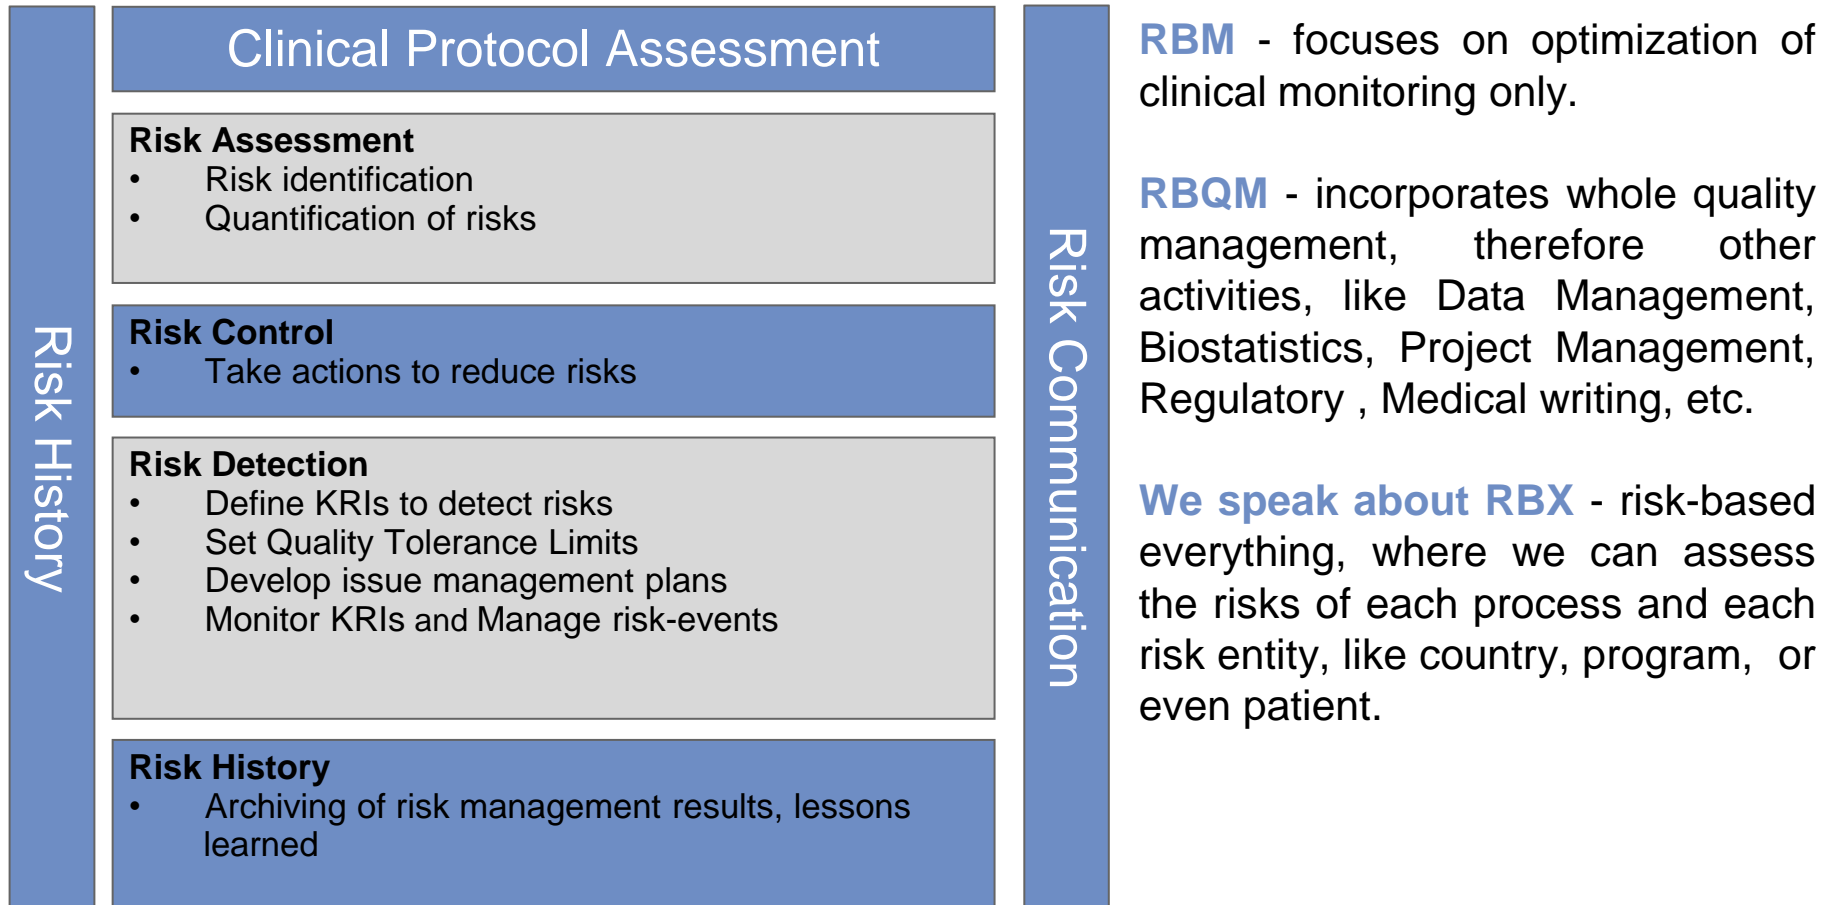 Risk History
Clinical Protocol Assessment
Risk Assessment
• Risk identification
• Quantification of risks
Risk Control
• Take actions to reduce risks
Risk Detection
• Define KRIs to detect risks
• Set Quality Tolerance Limits
• Develop issue management plans
• Monitor KRIs and Manage risk-events
Risk History
• Archiving of risk management results, lessons
learned
Risk Communication
RBM - focuses on optimization of
clinical monitoring only.
RBQM - incorporates whole quality
management, therefore other
activities, like Data Management,
Biostatistics, Project Management,
Regulatory , Medical writing, etc.
We speak about RBX - risk-based
everything, where we can assess
the risks of each process and each
risk entity, like country, program, or
even patient.